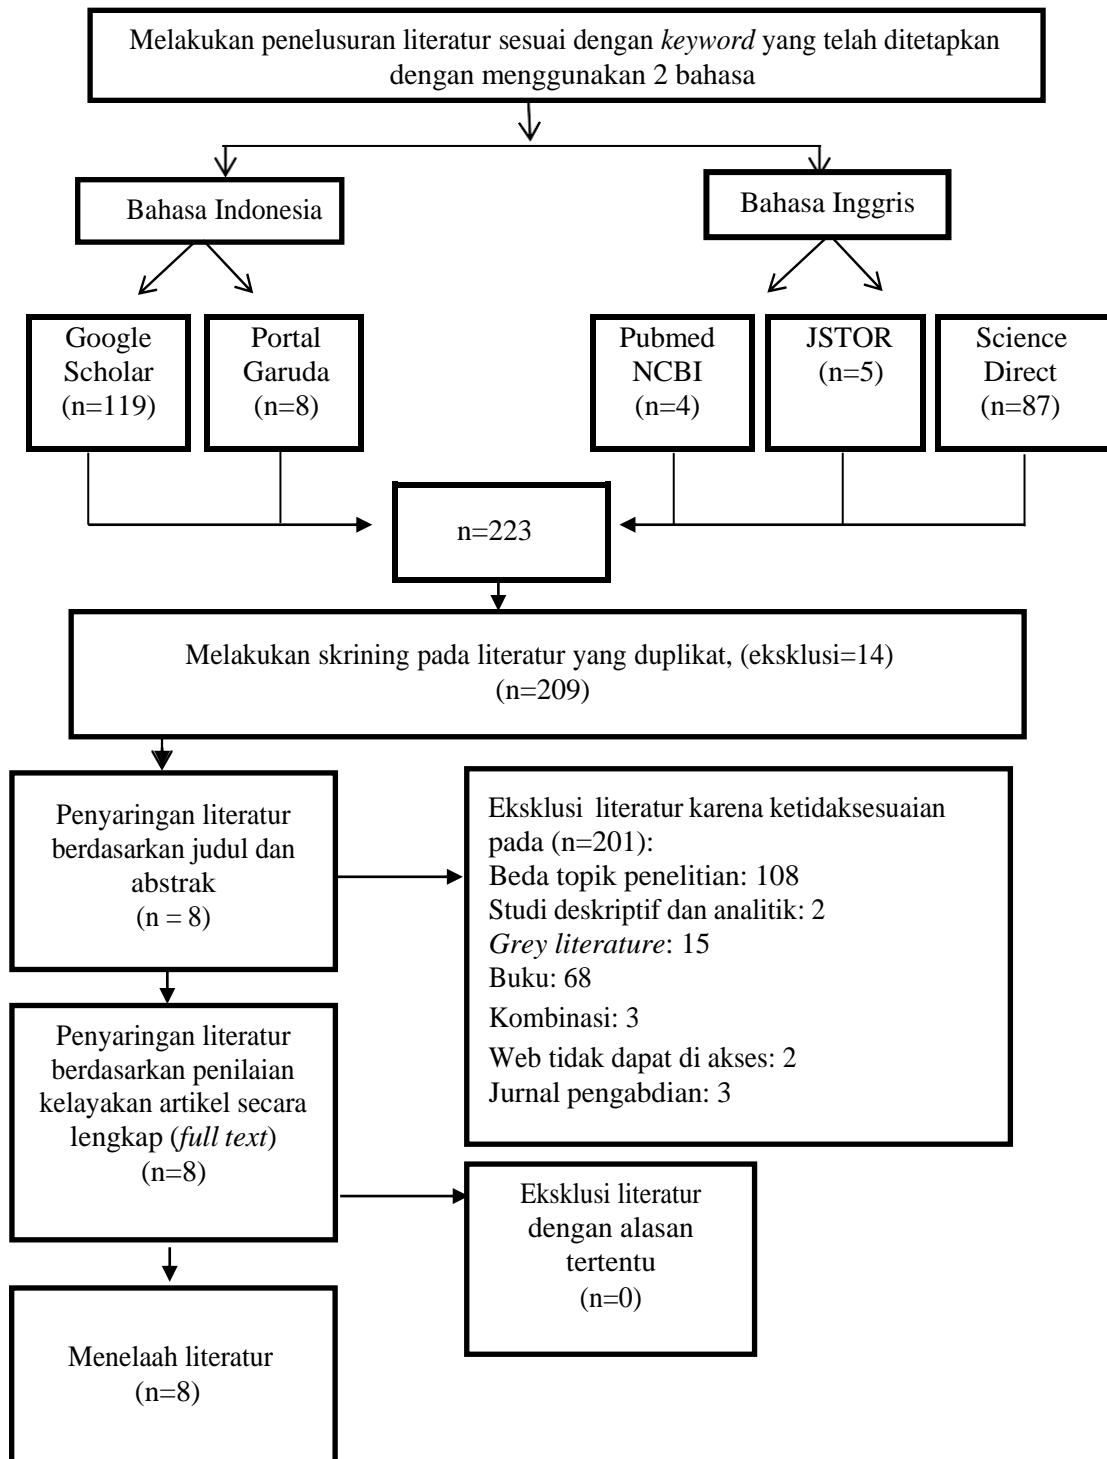 Melakukan penelusuran literatur sesuai dengan keyword yang telah ditetapkan
dengan menggunakan 2 bahasa
Bahasa Indonesia
Bahasa Inggris
Google
Scholar
(n=119)
Portal
Garuda
(n=8)
Pubmed
NCBI
(n=4)
JSTOR
(n=5)
Science
Direct
(n=87)
n=223
Melakukan skrining pada literatur yang duplikat, (eksklusi=14)
(n=209)
Penyaringan literatur
berdasarkan judul dan
abstrak
(n = 8)
Eksklusi literatur karena ketidaksesuaian
pada (n=201):
Beda topik penelitian: 108
Studi deskriptif dan analitik: 2
Grey literature: 15
Buku: 68
Kombinasi: 3
Web tidak dapat di akses: 2
Jurnal pengabdian: 3
Penyaringan literatur
berdasarkan penilaian
kelayakan artikel secara
lengkap (full text)
(n=8)
Eksklusi literatur
dengan alasan
tertentu
(n=0)
Menelaah literatur
(n=8)